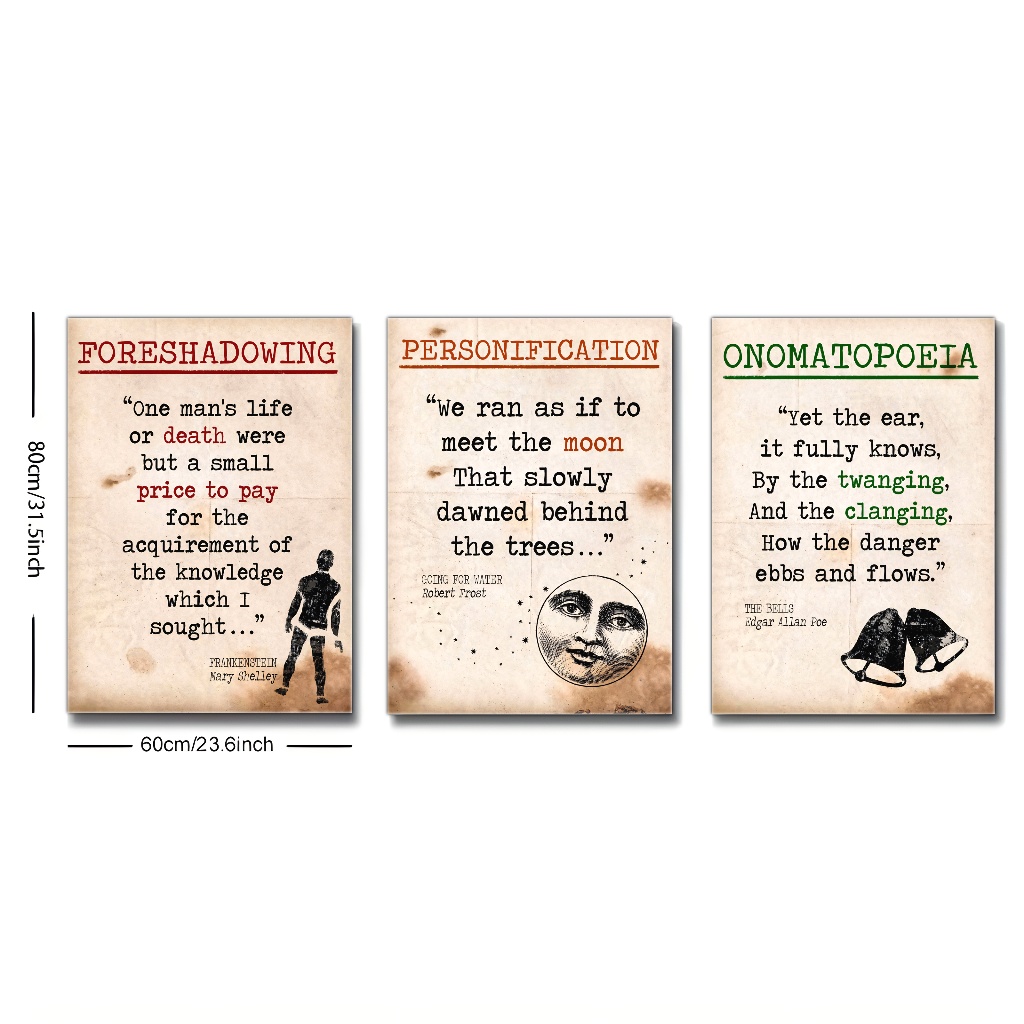 FORESHADOWING
“One man's life
or death were
but a small
price to pay
for the
acquirement of
the knowledge
which I
sought...”
FRANKENSTEIN
Mary Shelley
PERSONIFICATION
“We ran as if to
meet the moon
That slowly
dawned behind
the trees...”
GOING FOR WATER
Robert Frost
ONOMATOPOEIA
“Yet the ear,
it fully knows,
By the twanging,
And the clanging,
How the danger
ebbs and flows.”
THE BELLS
Edgar Allan Poe
80cm/31.5inch
60cm/23.6inch